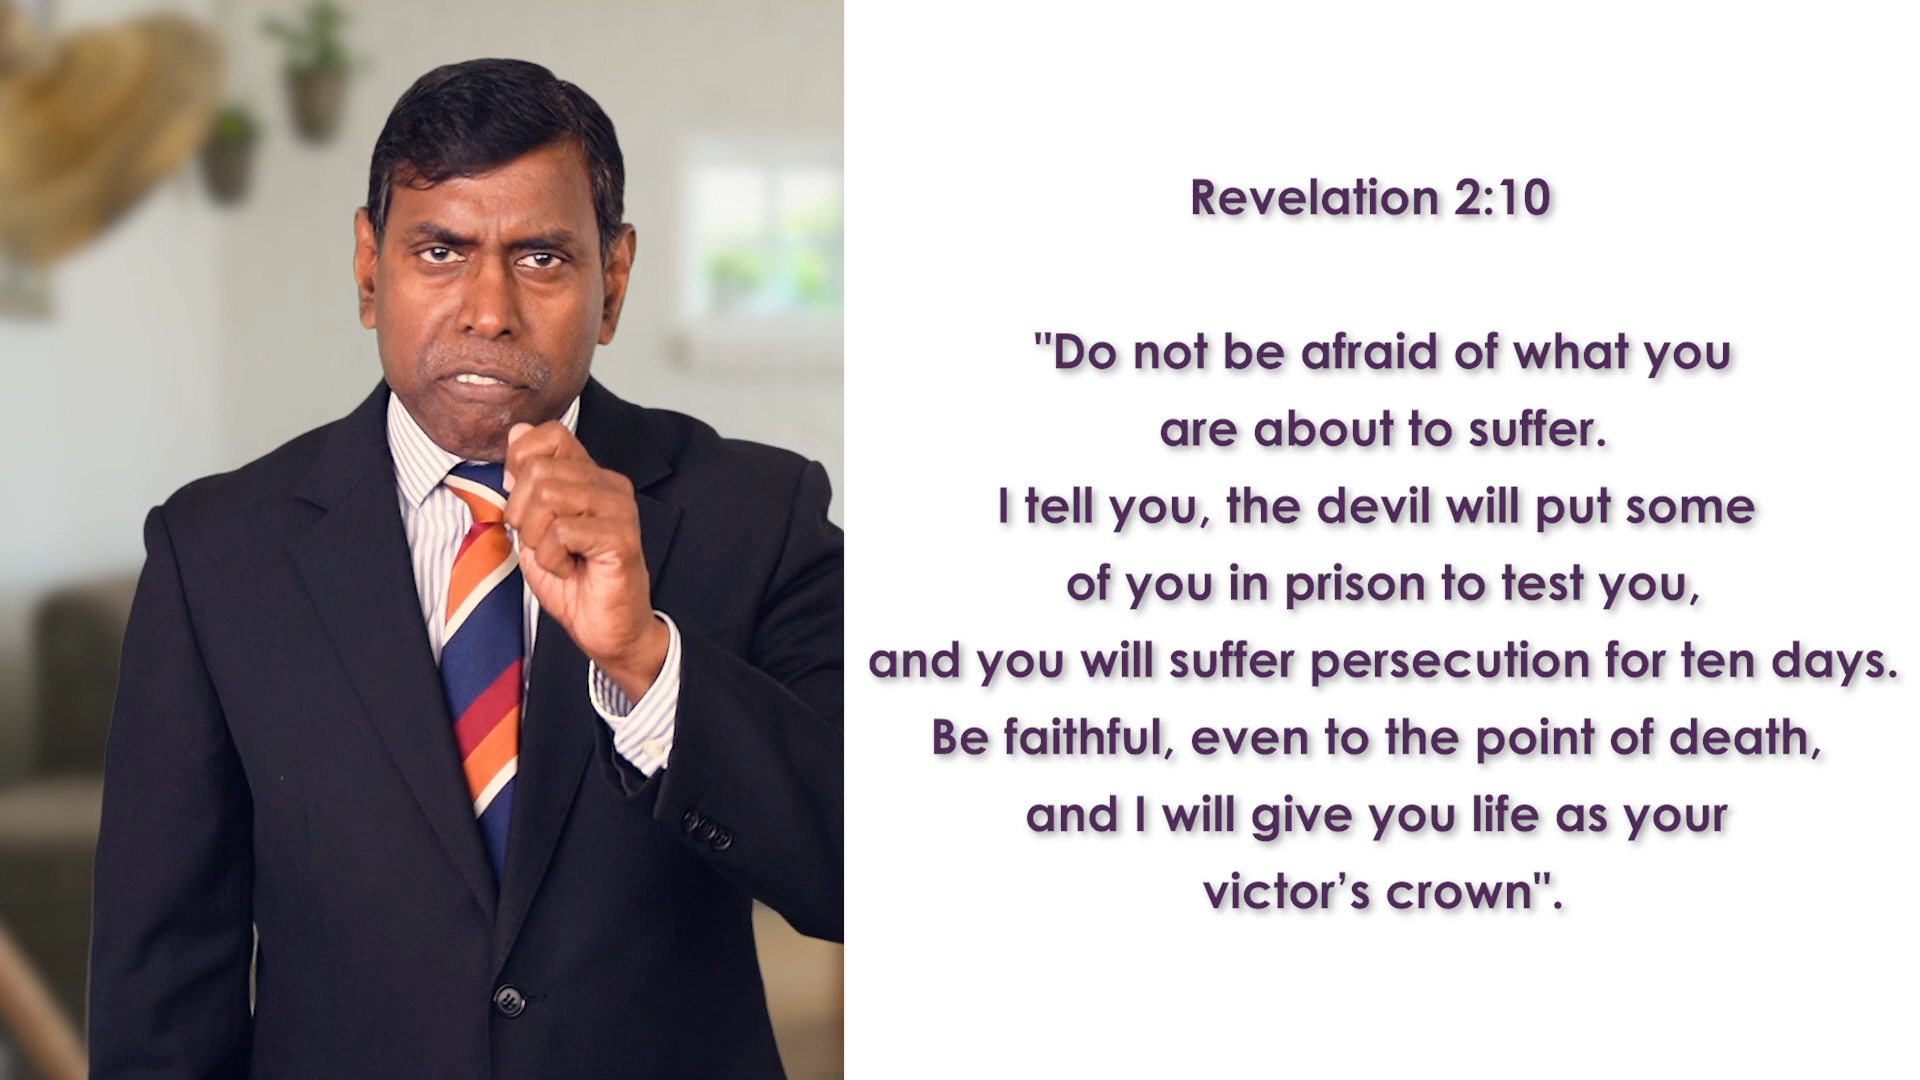 Revelation 2:10
"Do not be afraid of what you
are about to suffer.
I tell you, the devil will put some
of you in prison to test you,
and you will suffer persecution for ten days.
Be faithful, even to the point of death,
and I will give you life as your
victor’s crown".